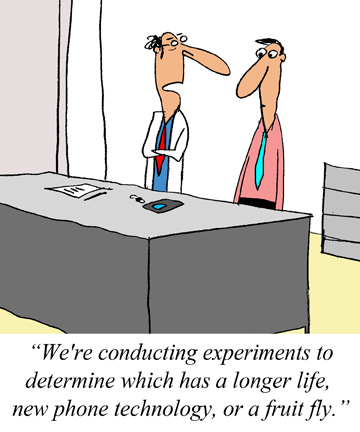 “We're conducting experiments to
determine which has a longer life,
new phone technology, or a fruit fly.”